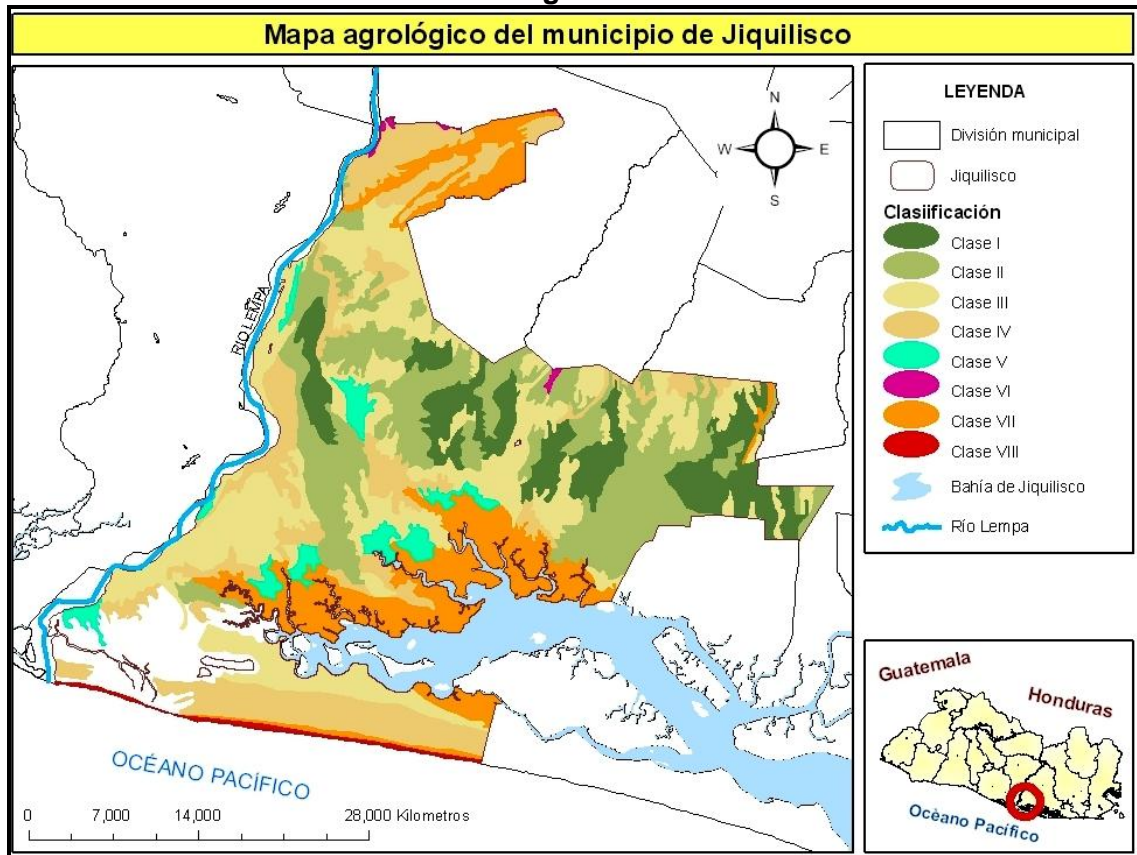 Mapa agrológico del municipio de Jiquilisco
N
W
E
S
RÍO LEMPA
OCÉANO PACÍFICO
0 7,000 14,000 28,000 Kilometros
LEYENDA
División municipal
Jiquilisco
Clasiificación
Clase I
Clase II
Clase III
Clase IV
Clase V
Clase VI
Clase VII
Clase VIII
Bahía de Jiquilisco
Río Lempa
Guatemala
Honduras
Océano Pacífico